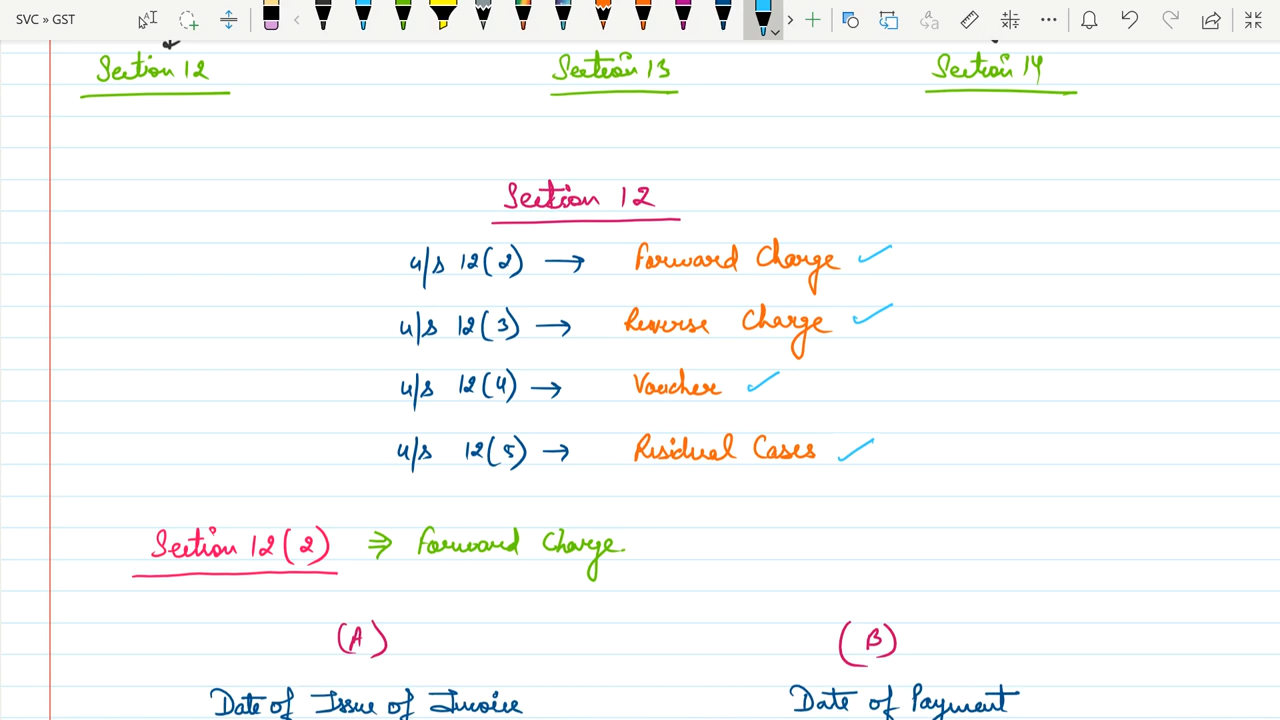 SVC » GST
Section 12 Section 13 Section 14
Section 12
u/s 12(2) → Forward Charge ✓
u/s 12(3) → Reverse Charge ✓
u/s 12(4) → Voucher ✓
u/s 12(5) → Residual Cases ✓
Section 12(2) ⇒ Forward Charge.
(A) (B)
Date of Issue of Invoice Date of Payment